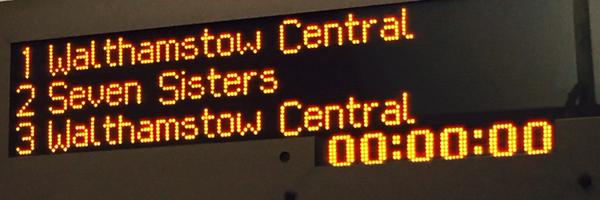 1 Walthamstow Central
2 Seven Sisters
3 Walthamstow Central
00:00:00